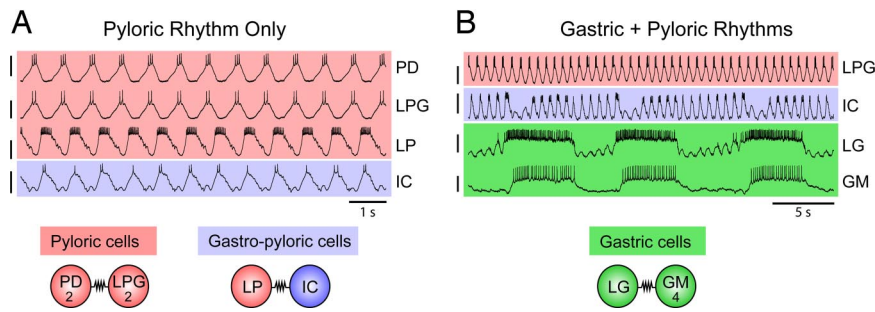 A
Pyloric Rhythm Only
PD
LPG
LP
IC
1 s
Pyloric cells
Gastro-pyloric cells
PD
2
LPG
2
LP
IC
B
Gastric + Pyloric Rhythms
LPG
IC
LG
GM
5 s
Gastric cells
LG
GM
4